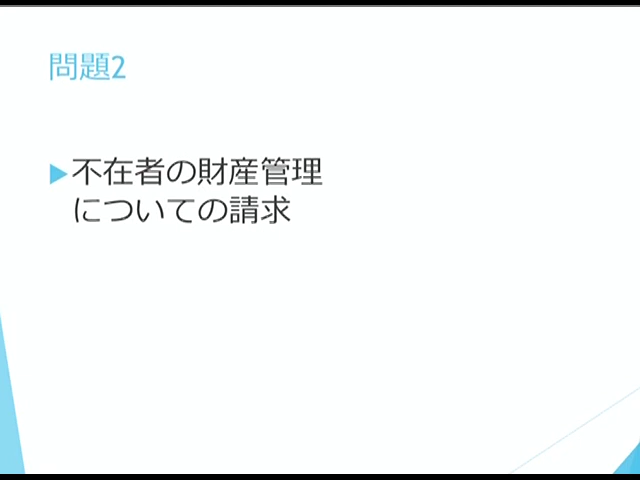 問題2
不在者の財産管理
についての請求